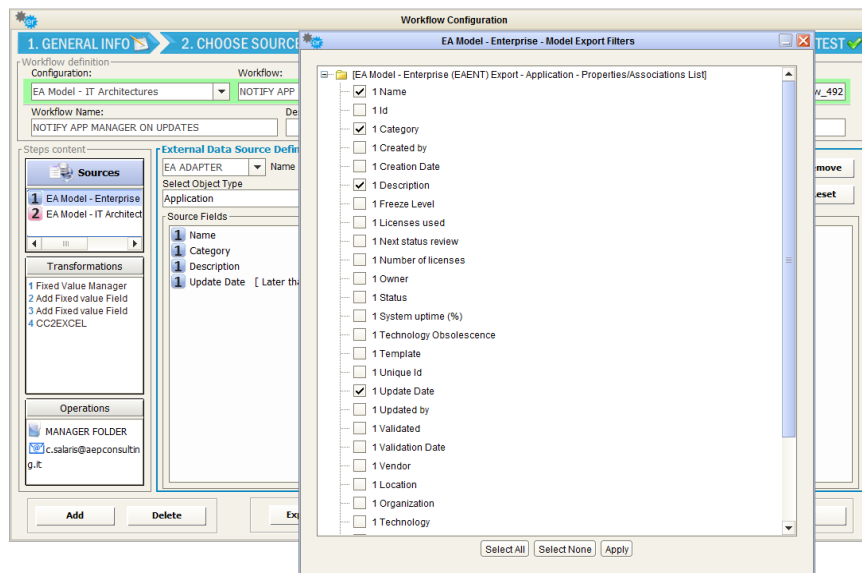 Workflow Configuration
1. GENERAL INFO
2. CHOOSE SOURCE
TEST
Workflow definition
Configuration:
Workflow:
EA Model - IT Architectures
NOTIFY APP
w_492
Workflow Name:
De
NOTIFY APP MANAGER ON UPDATES
Steps content
Sources
1 EA Model - Enterprise
2 EA Model - IT Architect
Transformations
1 Fixed Value Manager
2 Add Fixed value Field
3 Add Fixed value Field
4 CC2EXCEL
Operations
MANAGER FOLDER
c.salaris@aepconsultin
g.it
External Data Source Defin
EA ADAPTER
Name
move
Select Object Type
eset
Application
Source Fields
1 Name
1 Category
1 Description
1 Update Date [ Later tha
Add
Delete
Exp
EA Model - Enterprise - Model Export Filters
[EA Model - Enterprise (EAENT) Export - Application - Properties/Associations List]
1 Name
1 Id
1 Category
1 Created by
1 Creation Date
1 Description
1 Freeze Level
1 Licenses used
1 Next status review
1 Number of licenses
1 Owner
1 Status
1 System uptime (%)
1 Technology Obsolescence
1 Template
1 Unique Id
1 Update Date
1 Updated by
1 Validated
1 Validation Date
1 Vendor
1 Location
1 Organization
1 Technology
Select All
Select None
Apply